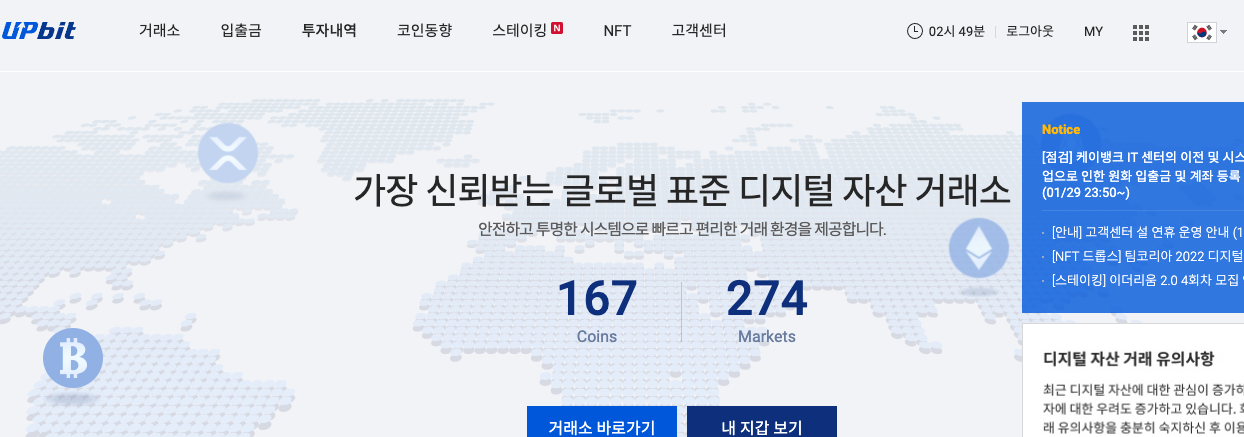 UPbit
거래소 입출금 투자내역 코인동향 스테이킹 N NFT 고객센터 02시 49분 로그아웃 MY
Notice
[점검] 케이뱅크 IT 센터의 이전 및 시스
업으로 인한 원화 입출금 및 계좌 등록
(01/29 23:50~)
가장 신뢰받는 글로벌 표준 디지털 자산 거래소
안전하고 투명한 시스템으로 빠르고 편리한 거래 환경을 제공합니다.
· [안내] 고객센터 설 연휴 운영 안내 (1
· [NFT 드롭스] 팀코리아 2022 디지털
· [스테이킹] 이더리움 2.0 4회차 모집
167 274
Coins Markets
디지털 자산 거래 유의사항
최근 디지털 자산에 대한 관심이 증가하
자에 대한 우려도 증가하고 있습니다.
래 유의사항을 충분히 숙지하신 후 이용
거래소 바로가기 내 지갑 보기